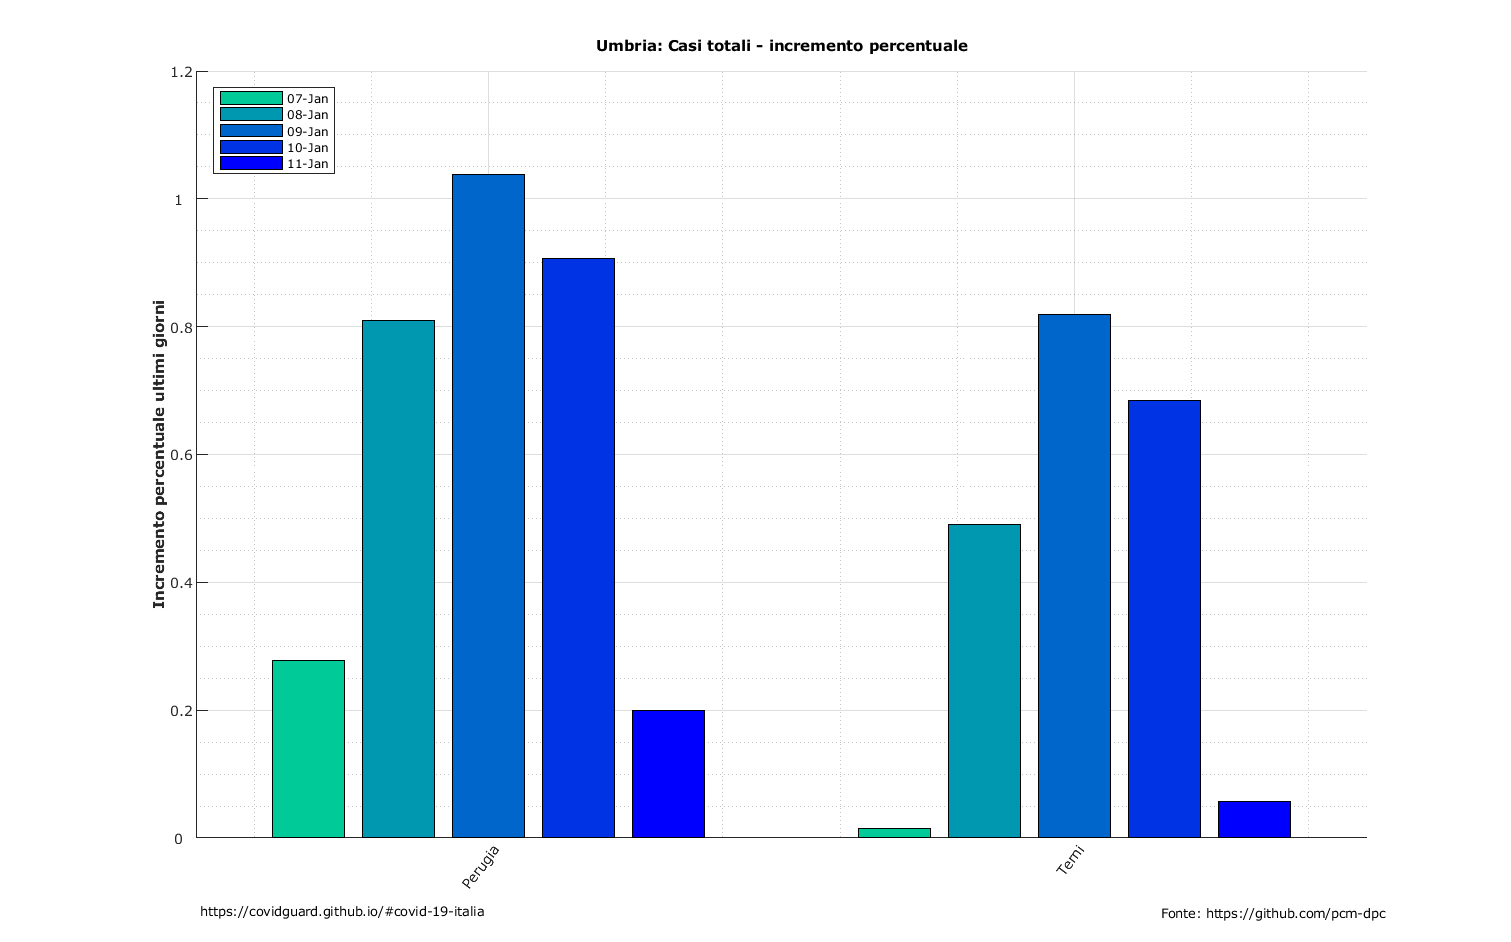 Umbria: Casi totali - incremento percentuale
07-Jan
08-Jan
09-Jan
10-Jan
11-Jan
Incremento percentuale ultimi giorni
1.2
1
0.8
0.6
0.4
0.2
0
Perugia
Terni
https://covidguard.github.io/#covid-19-italia
Fonte: https://github.com/pcm-dpc